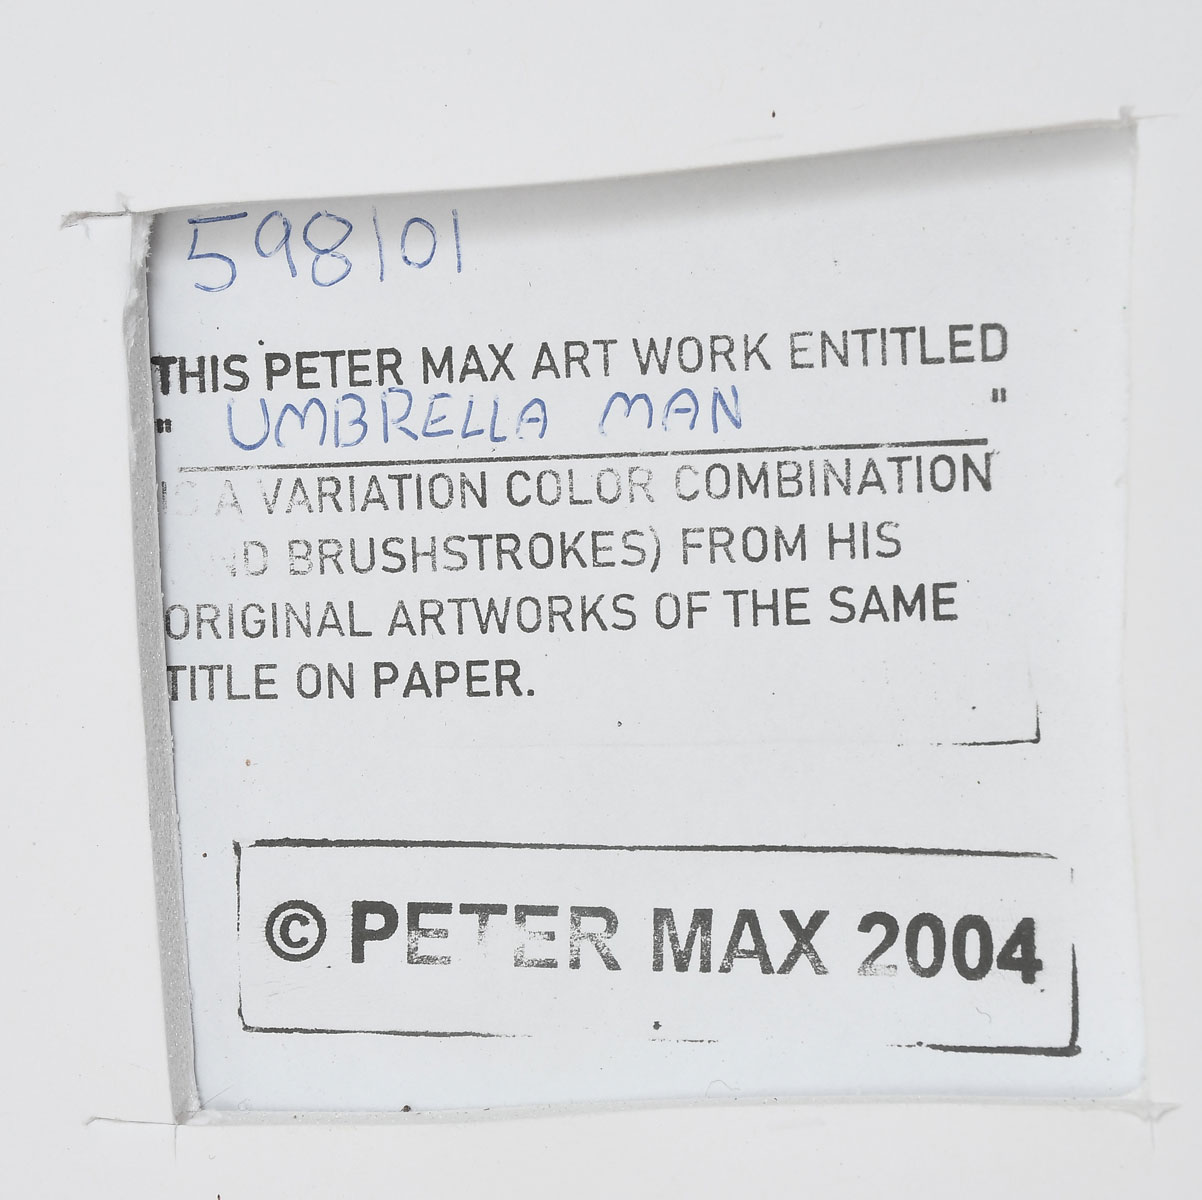 598101
THIS PETER MAX ART WORK ENTITLED
" UMBRELLA MAN "
IS A VARIATION COLOR COMBINATION
BRUSHSTROKES) FROM HIS
ORIGINAL ARTWORKS OF THE SAME
TITLE ON PAPER.
© PETER MAX 2004